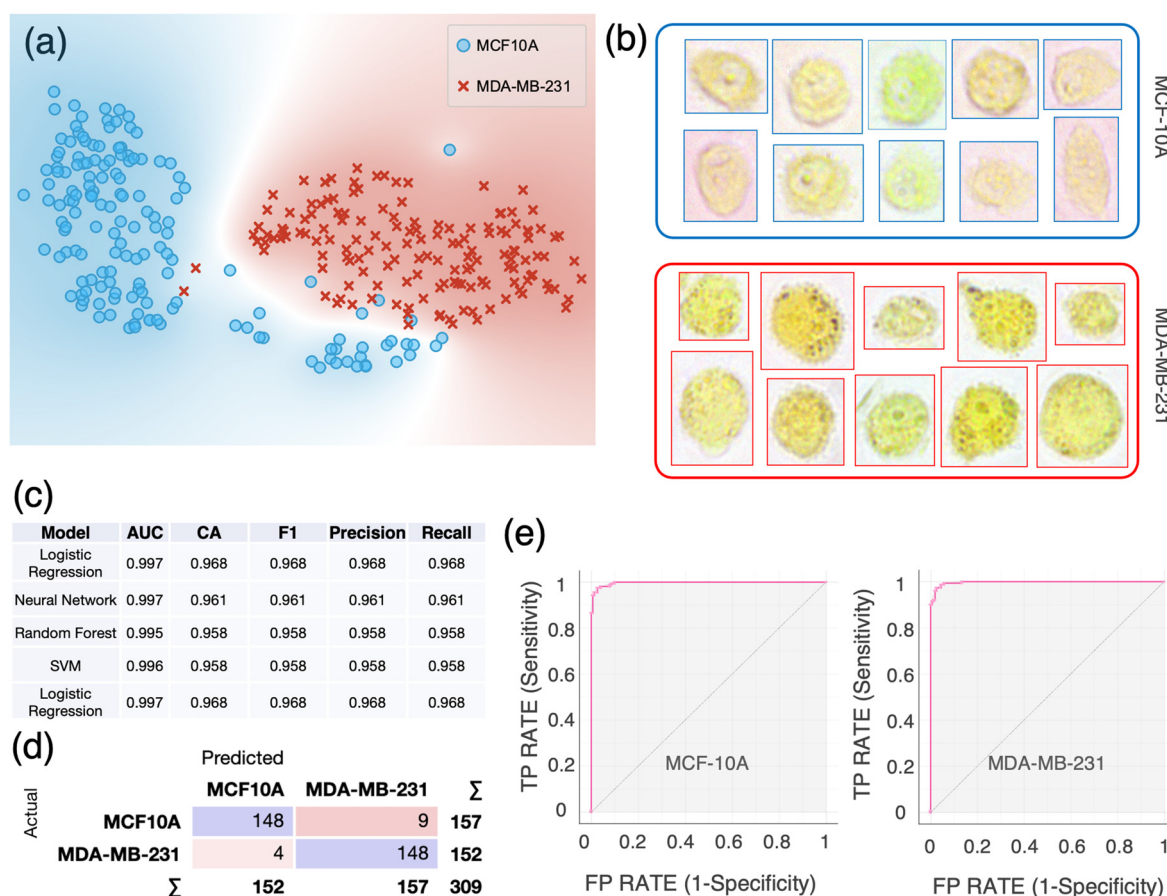 (a)
MCF10A
MDA-MB-231
(b)
MCF-10A
MDA-MB-231
(c)
Model AUC CA F1 Precision Recall
Logistic Regression 0.997 0.968 0.968 0.968 0.968
Neural Network 0.997 0.961 0.961 0.961 0.961
Random Forest 0.995 0.958 0.958 0.958 0.958
SVM 0.996 0.958 0.958 0.958 0.958
Logistic Regression 0.997 0.968 0.968 0.968 0.968
(d)
Predicted
Actual
MCF10A MDA-MB-231 Σ
MCF10A 148 9 157
MDA-MB-231 4 148 152
Σ 152 157 309
(e)
TP RATE (Sensitivity)
1
0.8
0.6
0.4
0.2
0
MCF-10A
0 0.2 0.4 0.6 0.8 1
FP RATE (1-Specificity)
TP RATE (Sensitivity)
1
0.8
0.6
0.4
0.2
0
MDA-MB-231
0 0.2 0.4 0.6 0.8 1
FP RATE (1-Specificity)